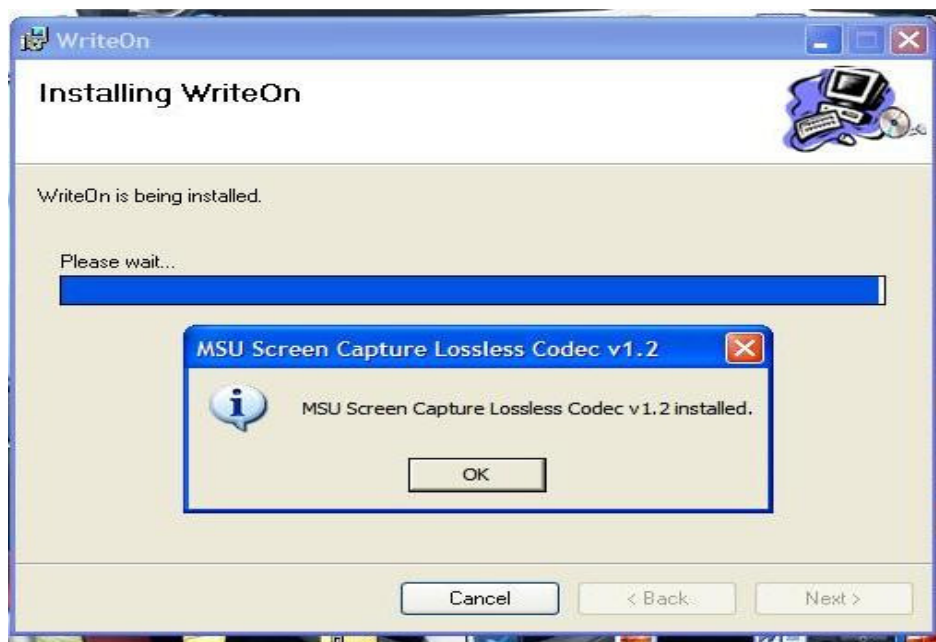 WriteOn
Installing WriteOn
WriteOn is being installed.
Please wait...
MSU Screen Capture Lossless Codec v1.2
MSU Screen Capture Lossless Codec v1.2 installed.
OK
Cancel < Back Next >